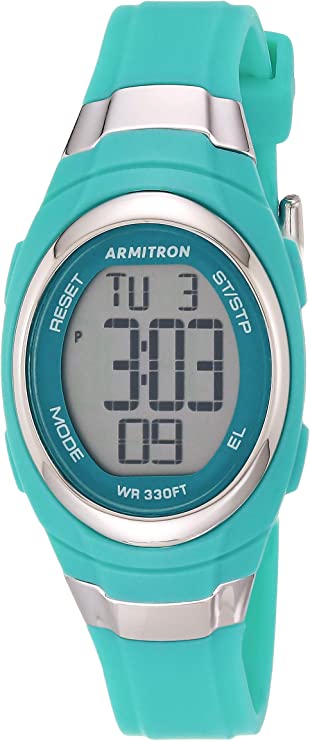 ARMITRON
RESET
ST/STP
TU 3
P
3:03
09
MODE
EL
WR 330FT